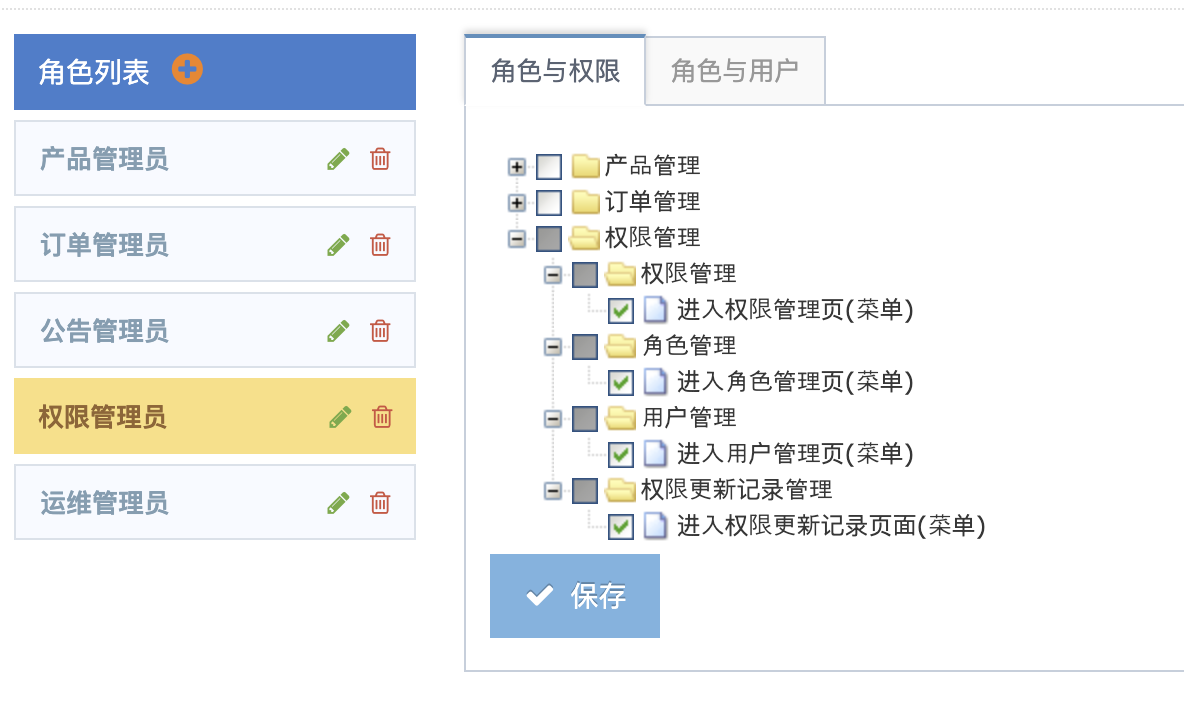 角色列表
产品管理员
订单管理员
公告管理员
权限管理员
运维管理员
角色与权限
角色与用户
产品管理
订单管理
权限管理
权限管理
进入权限管理页(菜单)
角色管理
进入角色管理页(菜单)
用户管理
进入用户管理页(菜单)
权限更新记录管理
进入权限更新记录页面(菜单)
保存